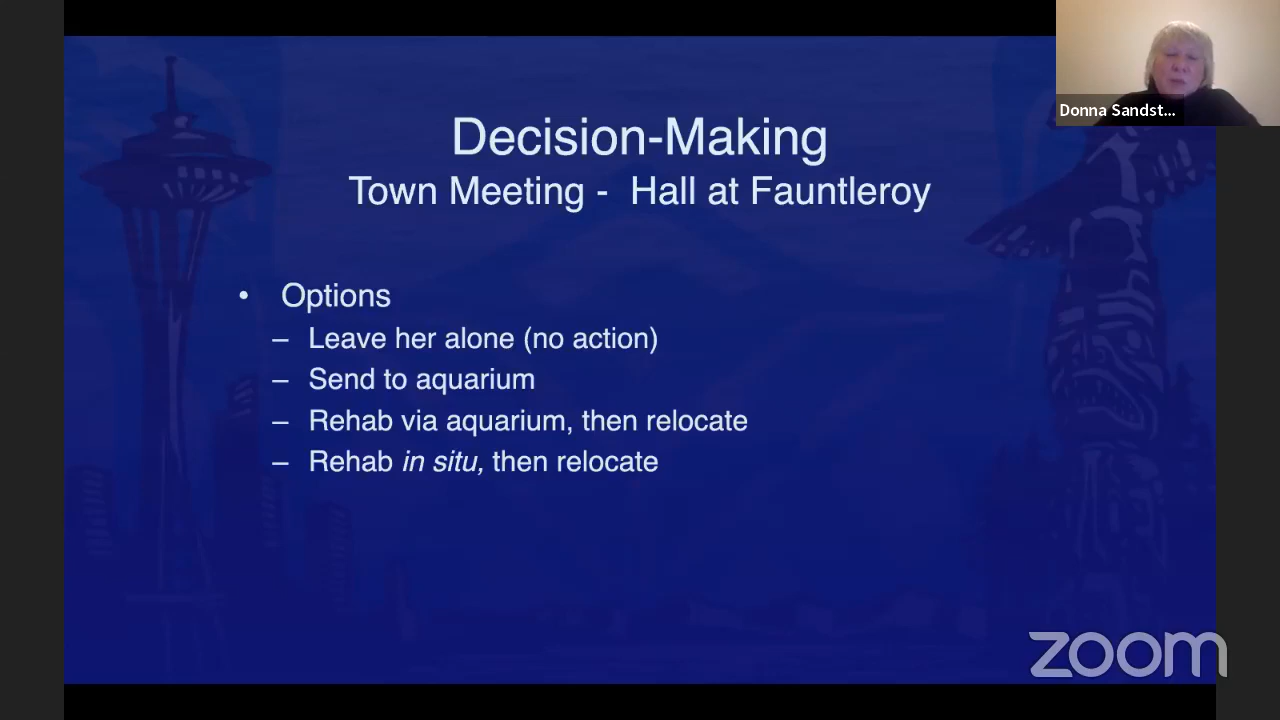 Donna Sandst...
Decision-Making
Town Meeting - Hall at Fauntleroy
• Options
– Leave her alone (no action)
– Send to aquarium
– Rehab via aquarium, then relocate
– Rehab in situ, then relocate
zoom